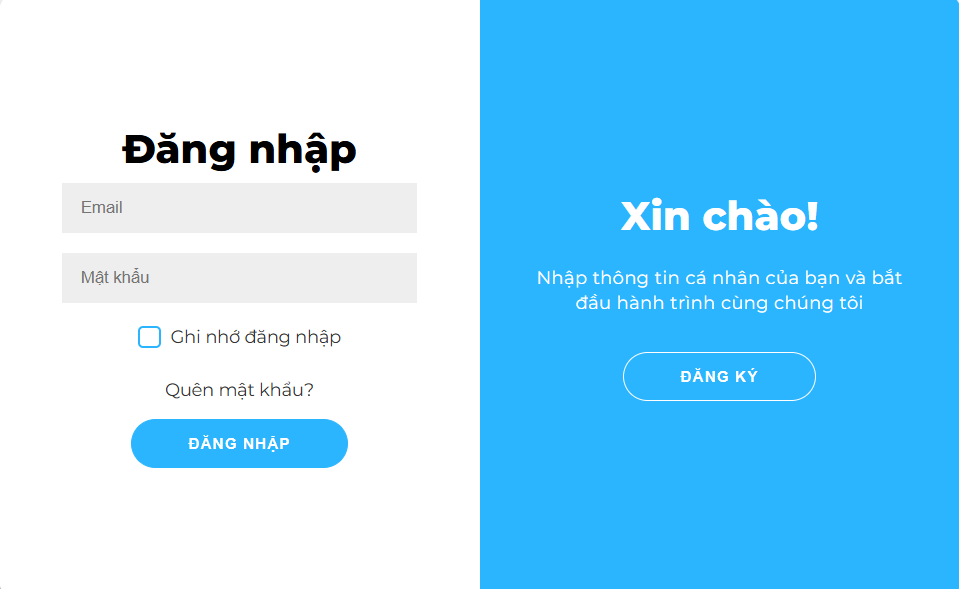 Đăng nhập
Email
Mật khẩu
Ghi nhớ đăng nhập
Quên mật khẩu?
ĐĂNG NHẬP
Xin chào!
Nhập thông tin cá nhân của bạn và bắt
đầu hành trình cùng chúng tôi
ĐĂNG KÝ